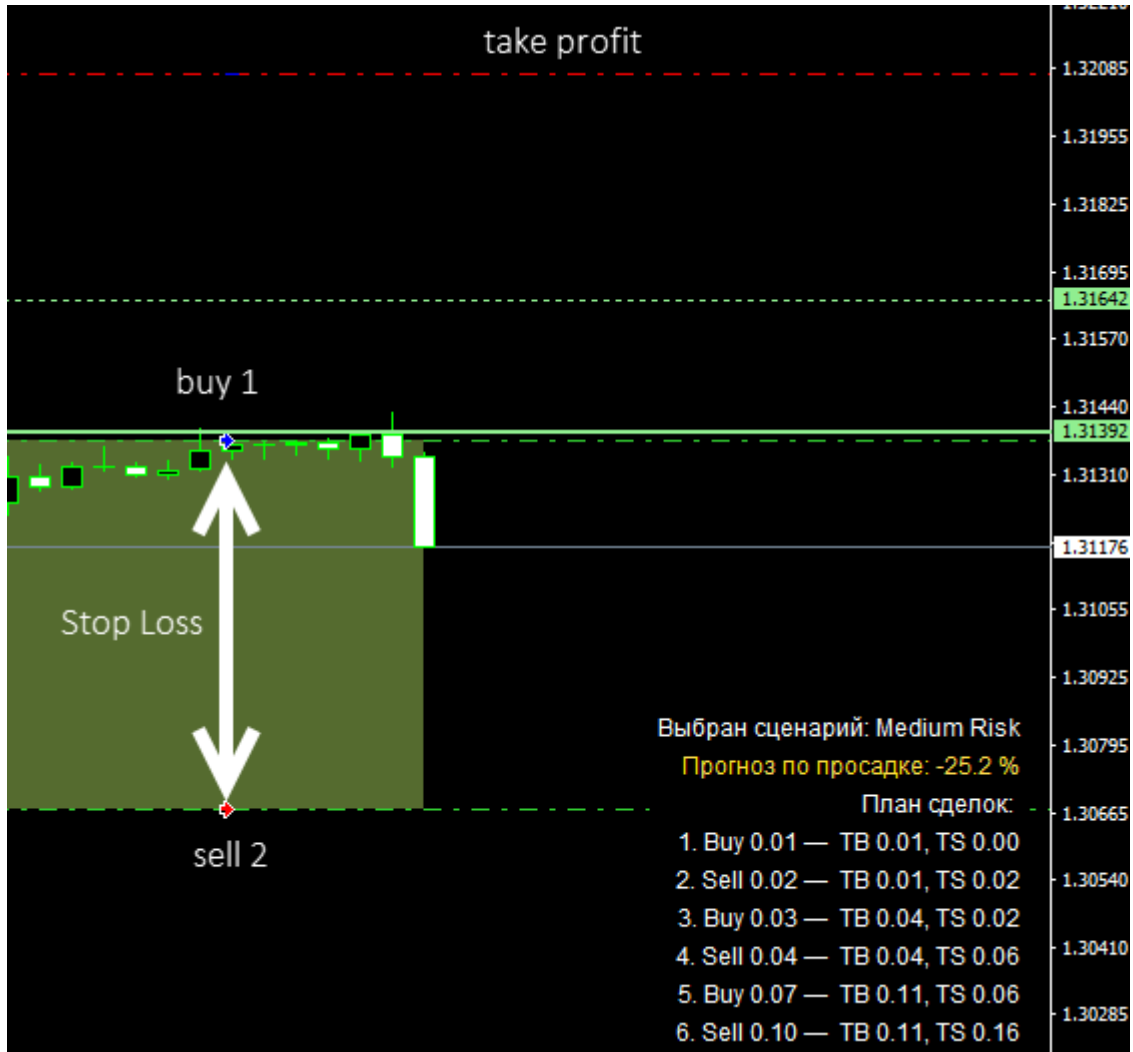 take profit
1.32085
1.31955
1.31825
1.31695
1.31642
1.31570
buy 1
1.31440
1.31392
1.31310
1.31176
Stop Loss
1.31055
1.30925
Выбран сценарий: Medium Risk
1.30795
Прогноз по просадке: -25.2 %
План сделок:
1.30665
1. Buy 0.01 — TB 0.01, TS 0.00
sell 2
2. Sell 0.02 — TB 0.01, TS 0.02
1.30540
3. Buy 0.03 — TB 0.04, TS 0.02
1.30410
4. Sell 0.04 — TB 0.04, TS 0.06
5. Buy 0.07 — TB 0.11, TS 0.06
1.30285
6. Sell 0.10 — TB 0.11, TS 0.16